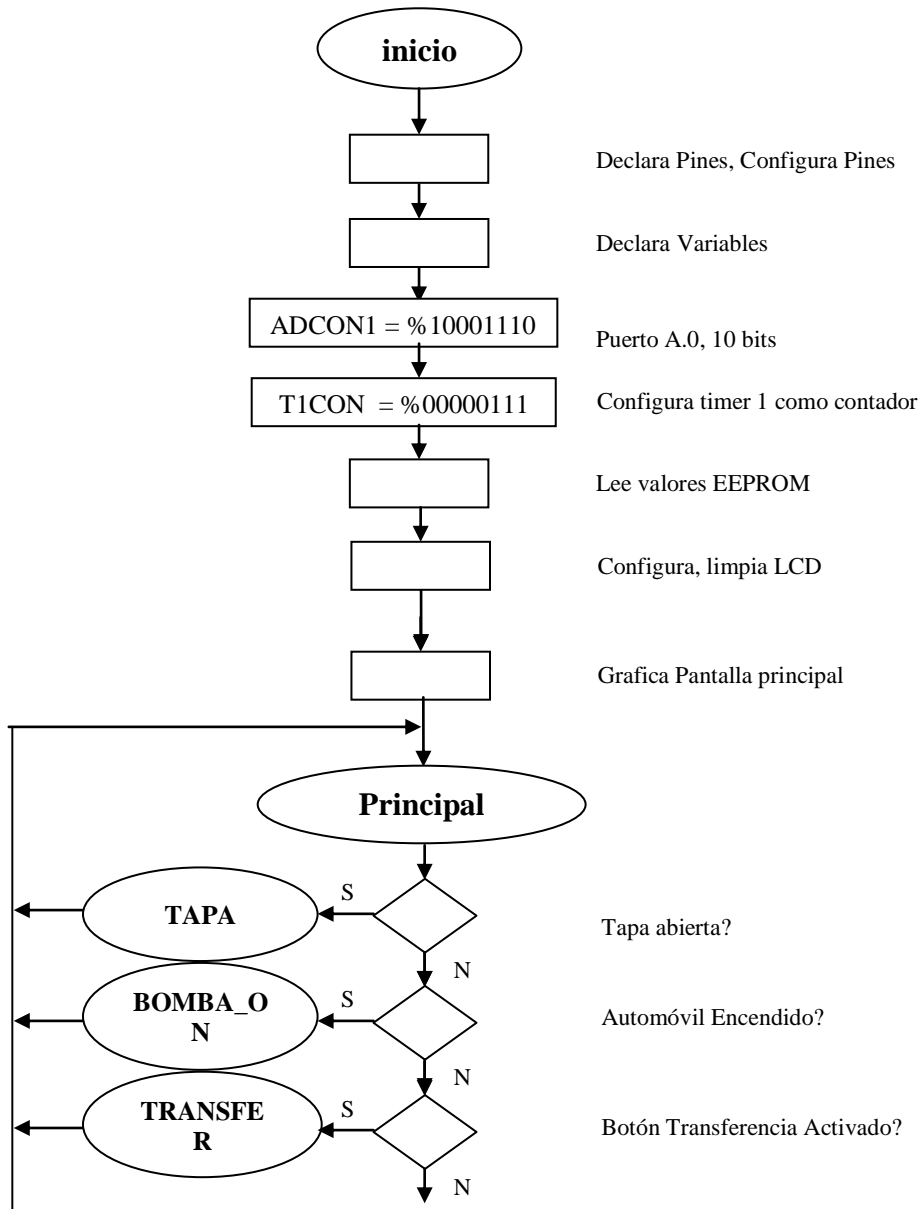 inicio
Declara Pines, Configura Pines
Declara Variables
ADCON1 = %10001110
Puerto A.0, 10 bits
T1CON = %00000111
Configura timer 1 como contador
Lee valores EEPROM
Configura, limpia LCD
Grafica Pantalla principal
Principal
S
TAPA
Tapa abierta?
N
BOMBA_O
N
S
Automóvil Encendido?
N
TRANSFE
R
S
Botón Transferencia Activado?
N